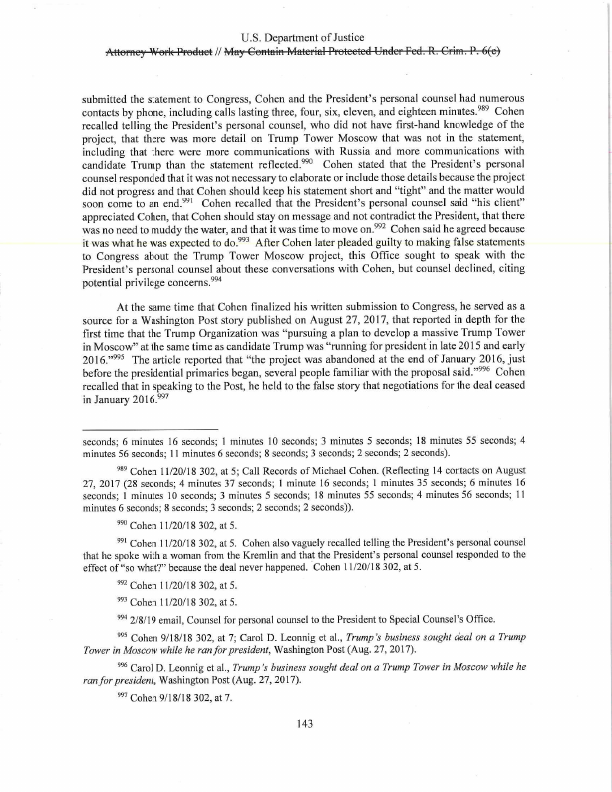 U.S. Department of Justice
Attorney Work Product // May Contain Material Protected Under Fed. R. Crim. P. 6(e)
submitted the statement to Congress, Cohen and the President's personal counsel had numerous
contacts by phone, including calls lasting three, four, six, eleven, and eighteen minutes.989 Cohen
recalled telling the President's personal counsel, who did not have first-hand knowledge of the
project, that there was more detail on Trump Tower Moscow that was not in the statement,
including that there were more communications with Russia and more communications with
candidate Trump than the statement reflected.990 Cohen stated that the President's personal
counsel responded that it was not necessary to elaborate or include those details because the project
did not progress and that Cohen should keep his statement short and "tight" and the matter would
soon come to an end.991 Cohen recalled that the President's personal counsel said "his client"
appreciated Cohen, that Cohen should stay on message and not contradict the President, that there
was no need to muddy the water, and that it was time to move on.992 Cohen said he agreed because
it was what he was expected to do.993 After Cohen later pleaded guilty to making false statements
to Congress about the Trump Tower Moscow project, this Office sought to speak with the
President's personal counsel about these conversations with Cohen, but counsel declined, citing
potential privilege concerns.994
At the same time that Cohen finalized his written submission to Congress, he served as a
source for a Washington Post story published on August 27, 2017, that reported in depth for the
first time that the Trump Organization was "pursuing a plan to develop a massive Trump Tower
in Moscow" at the same time as candidate Trump was "running for president in late 2015 and early
2016."995 The article reported that "the project was abandoned at the end of January 2016, just
before the presidential primaries began, several people familiar with the proposal said."996 Cohen
recalled that in speaking to the Post, he held to the false story that negotiations for the deal ceased
in January 2016.997
seconds; 6 minutes 16 seconds; 1 minutes 10 seconds; 3 minutes 5 seconds; 18 minutes 55 seconds; 4
minutes 56 seconds; 11 minutes 6 seconds; 8 seconds; 3 seconds; 2 seconds; 2 seconds).
989 Cohen 11/20/18 302, at 5; Call Records of Michael Cohen. (Reflecting 14 contacts on August
27, 2017 (28 seconds; 4 minutes 37 seconds; 1 minute 16 seconds; 1 minutes 35 seconds; 6 minutes 16
seconds; 1 minutes 10 seconds; 3 minutes 5 seconds; 18 minutes 55 seconds; 4 minutes 56 seconds; 11
minutes 6 seconds; 8 seconds; 3 seconds; 2 seconds; 2 seconds)).
990 Cohen 11/20/18 302, at 5.
991 Cohen 11/20/18 302, at 5. Cohen also vaguely recalled telling the President's personal counsel
that he spoke with a woman from the Kremlin and that the President's personal counsel responded to the
effect of "so what?" because the deal never happened. Cohen 11/20/18 302, at 5.
992 Cohen 11/20/18 302, at 5.
993 Cohen 11/20/18 302, at 5.
994 2/8/19 email, Counsel for personal counsel to the President to Special Counsel's Office.
995 Cohen 9/18/18 302, at 7; Carol D. Leonnig et al., Trump's business sought deal on a Trump
Tower in Moscow while he ran for president, Washington Post (Aug. 27, 2017).
996 Carol D. Leonnig et al., Trump's business sought deal on a Trump Tower in Moscow while he
ran for president, Washington Post (Aug. 27, 2017).
997 Cohen 9/18/18 302, at 7.
143